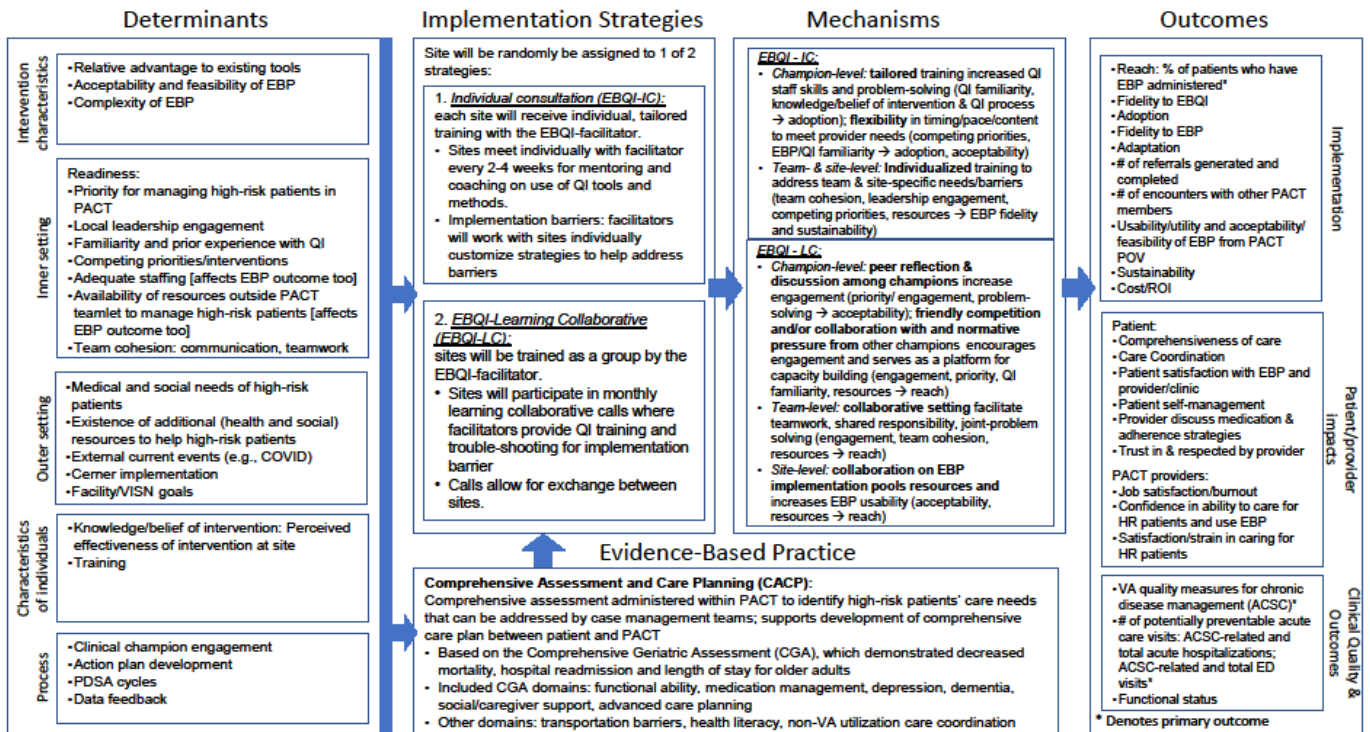 Determinants
Intervention
characteristics
•Relative advantage to existing tools
•Acceptability and feasibility of EBP
•Complexity of EBP
Inner setting
Readiness:
•Priority for managing high-risk patients in
PACT
•Local leadership engagement
•Familiarity and prior experience with QI
•Competing priorities/interventions
•Adequate staffing [affects EBP outcome too]
•Availability of resources outside PACT
teamlet to manage high-risk patients [affects
EBP outcome too]
•Team cohesion: communication, teamwork
Outer setting
•Medical and social needs of high-risk
patients
•Existence of additional (health and social)
resources to help high-risk patients
•External current events (e.g., COVID)
•Cerner implementation
•Facility/VISN goals
Characteristics
of individuals
•Knowledge/belief of intervention: Perceived
effectiveness of intervention at site
•Training
Process
•Clinical champion engagement
•Action plan development
•PDSA cycles
•Data feedback
Implementation Strategies
Site will be randomly be assigned to 1 of 2
strategies:
1. Individual consultation (EBQI-IC):
each site will receive individual, tailored
training with the EBQI-facilitator.
• Sites meet individually with facilitator
every 2-4 weeks for mentoring and
coaching on use of QI tools and
methods.
• Implementation barriers: facilitators
will work with sites individually
customize strategies to help address
barriers
2. EBQI-Learning Collaborative
(EBQI-LC):
sites will be trained as a group by the
EBQI-facilitator.
• Sites will participate in monthly
learning collaborative calls where
facilitators provide QI training and
trouble-shooting for implementation
barrier
• Calls allow for exchange between
sites.
Mechanisms
EBQI - IC:
• Champion-level: tailored training increased QI
staff skills and problem-solving (QI familiarity,
knowledge/belief of intervention & QI process
→ adoption); flexibility in timing/pace/content
to meet provider needs (competing priorities,
EBP/QI familiarity → adoption, acceptability)
• Team- & site-level: Individualized training to
address team & site-specific needs/barriers
(team cohesion, leadership engagement,
competing priorities, resources → EBP fidelity
and sustainability)
EBQI - LC:
• Champion-level: peer reflection &
discussion among champions increase
engagement (priority/ engagement, problem-
solving → acceptability); friendly competition
and/or collaboration with and normative
pressure from other champions encourages
engagement and serves as a platform for
capacity building (engagement, priority, QI
familiarity, resources → reach)
• Team-level: collaborative setting facilitate
teamwork, shared responsibility, joint-problem
solving (engagement, team cohesion,
resources → reach)
• Site-level: collaboration on EBP
implementation pools resources and
increases EBP usability (acceptability,
resources → reach)
Evidence-Based Practice
Comprehensive Assessment and Care Planning (CACP):
Comprehensive assessment administered within PACT to identify high-risk patients' care needs
that can be addressed by case management teams; supports development of comprehensive
care plan between patient and PACT
• Based on the Comprehensive Geriatric Assessment (CGA), which demonstrated decreased
mortality, hospital readmission and length of stay for older adults
• Included CGA domains: functional ability, medication management, depression, dementia,
social/caregiver support, advanced care planning
• Other domains: transportation barriers, health literacy, non-VA utilization care coordination
Outcomes
•Reach: % of patients who have
EBP administered*
•Fidelity to EBQI
•Adoption
•Fidelity to EBP
•Adaptation
•# of referrals generated and
completed
•# of encounters with other PACT
members
•Usability/utility and acceptability/
feasibility of EBP from PACT
POV
•Sustainability
•Cost/ROI
Implementation
Patient:
•Comprehensiveness of care
•Care Coordination
•Patient satisfaction with EBP and
provider/clinic
•Patient self-management
•Provider discuss medication &
adherence strategies
•Trust in & respected by provider
PACT providers:
•Job satisfaction/burnout
•Confidence in ability to care for
HR patients and use EBP
•Satisfaction/strain in caring for
HR patients
Patient/provider
impacts
•VA quality measures for chronic
disease management (ACSC)*
•# of potentially preventable acute
care visits: ACSC-related and
total acute hospitalizations;
ACSC-related and total ED
visits*
•Functional status
Clinical Quality &
Outcomes
* Denotes primary outcome